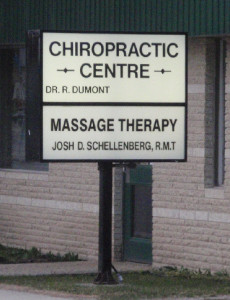 CHIROPRACTIC
CENTRE
DR. R. DUMONT
MASSAGE THERAPY
JOSH D. SCHELLENBERG, R.M.T